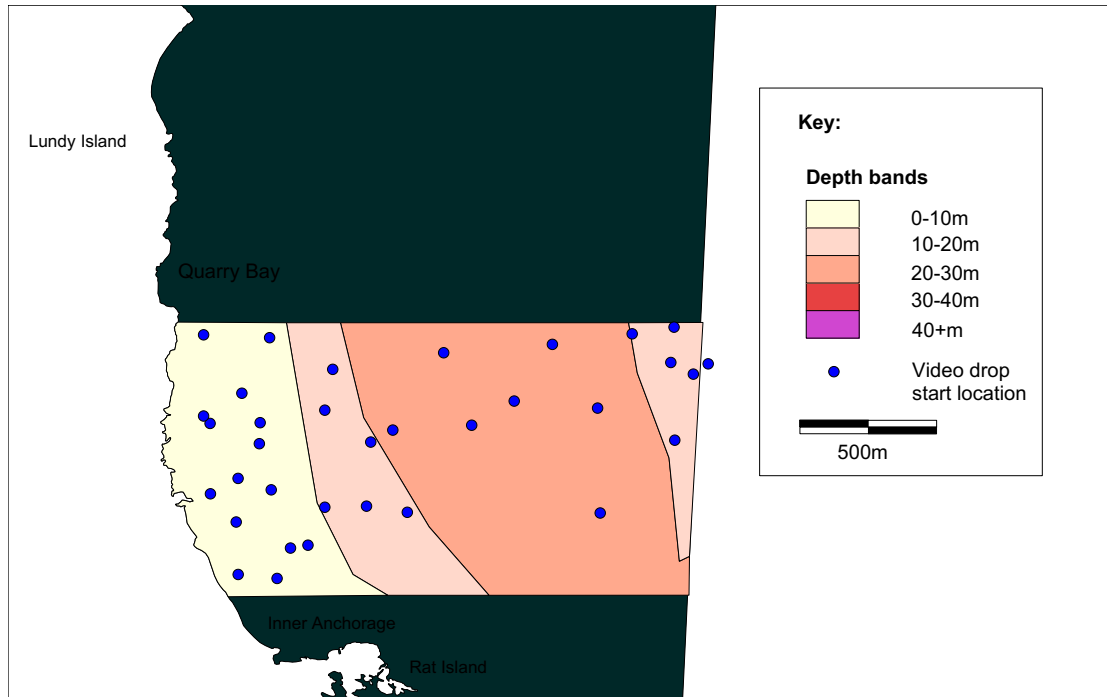 Lundy Island
Quarry Bay
Inner Anchorage
Rat Island
Key:
Depth bands
0-10m
10-20m
20-30m
30-40m
40+m
Video drop
start location
500m